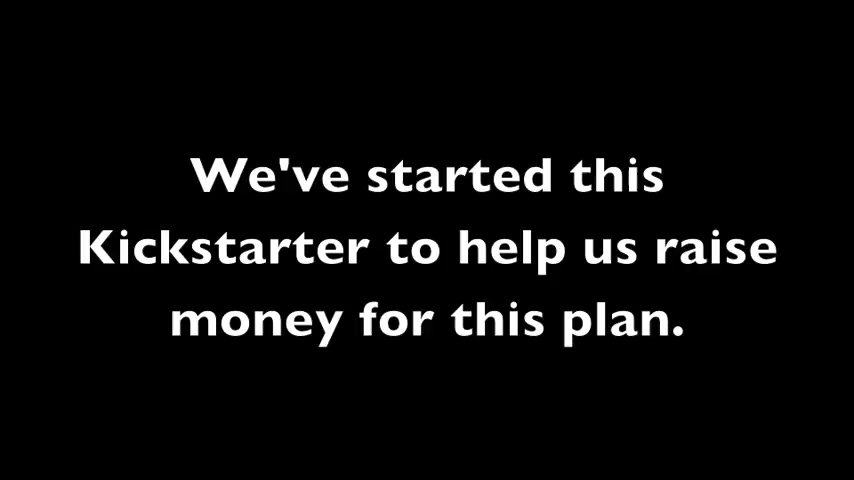 We've started this
Kickstarter to help us raise
money for this plan.